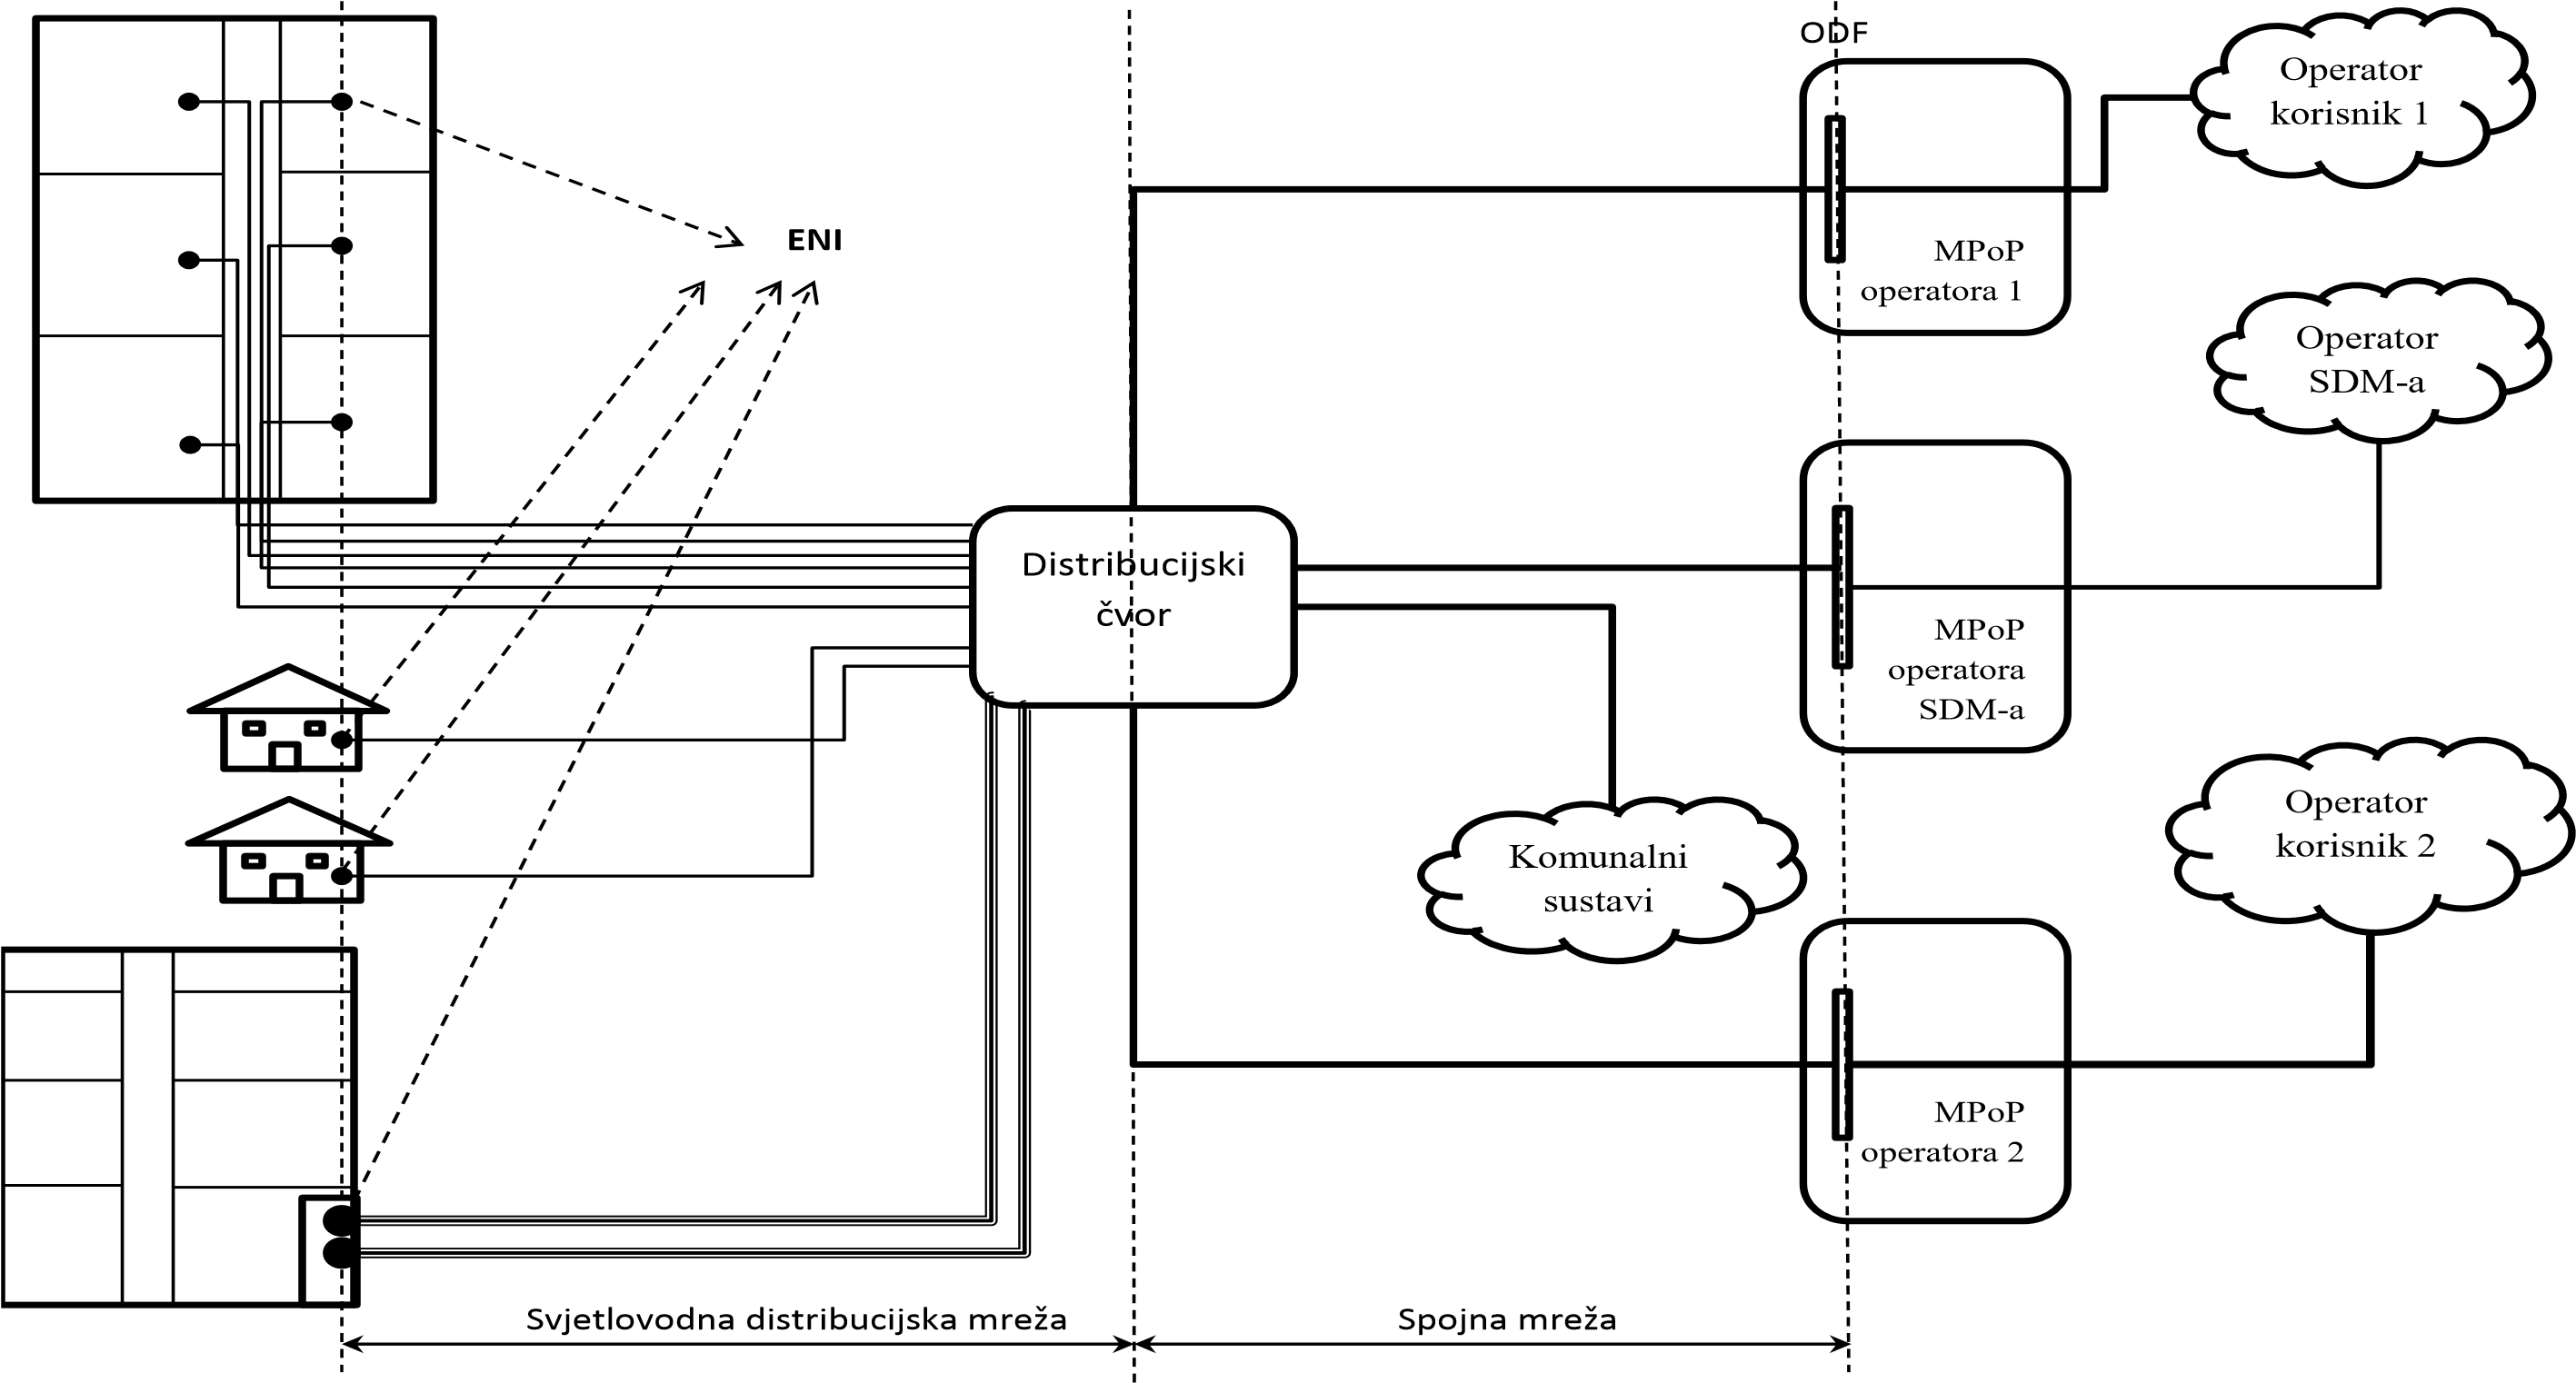 ODF
Operator
korisnik 1
ENI
MPoP
operatora 1
Operator
SDM-a
Distribucijski
čvor
MPoP
operatora
SDM-a
Operator
korisnik 2
Komunalni
sustavi
MPoP
operatora 2
Svjetlovodna distribucijska mreža
Spojna mreža